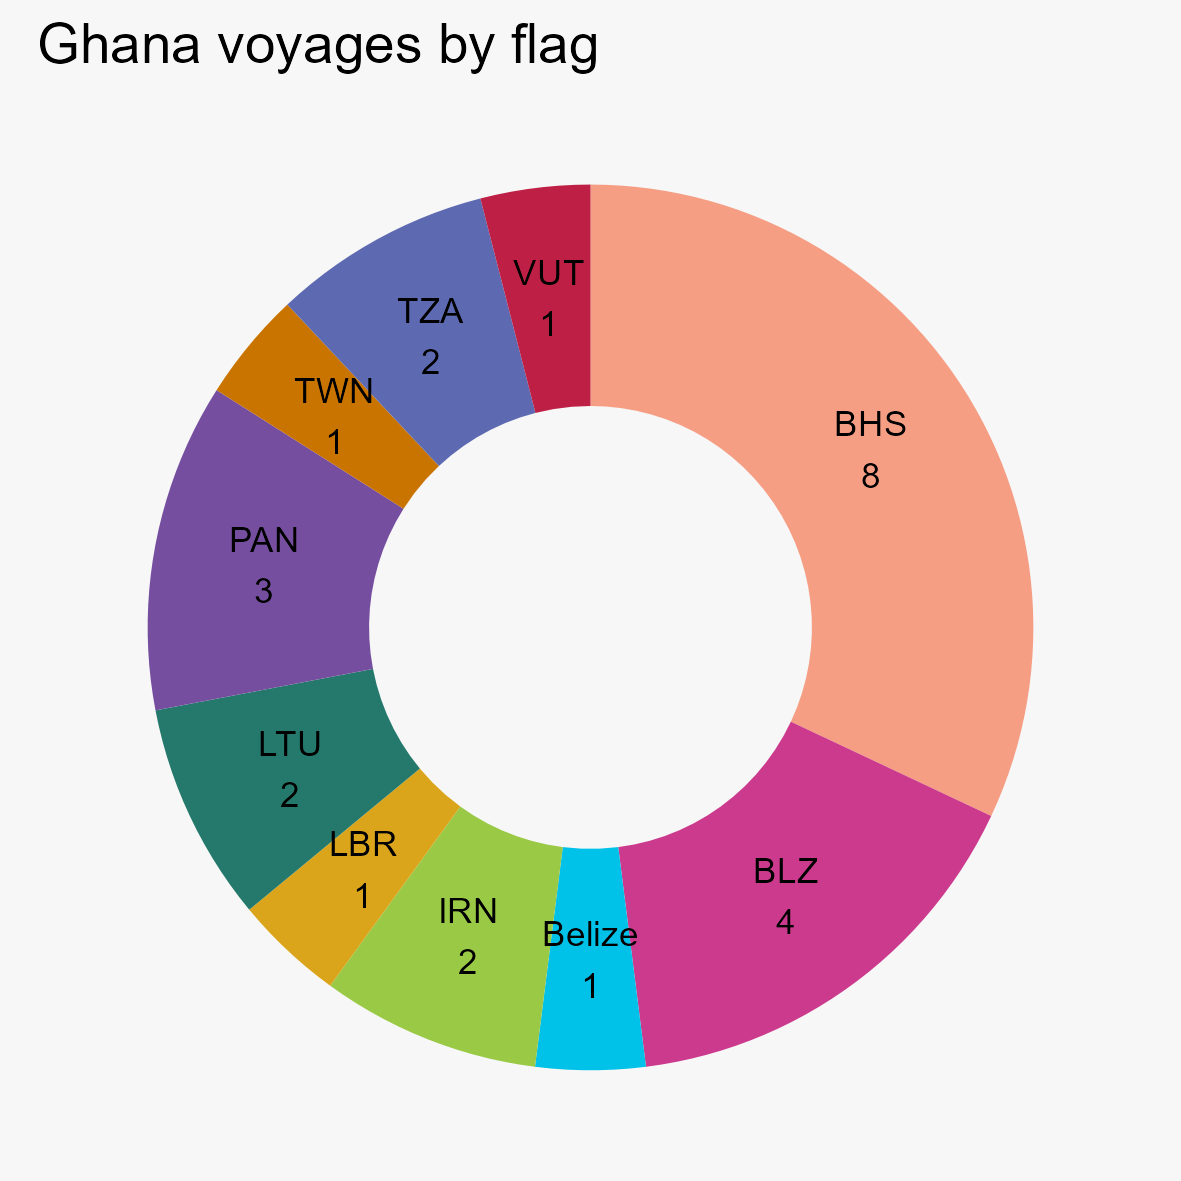 Ghana voyages by flag
VUT
1
BHS
8
BLZ
4
Belize
1
IRN
2
LBR
1
LTU
2
PAN
3
TWN
1
TZA
2